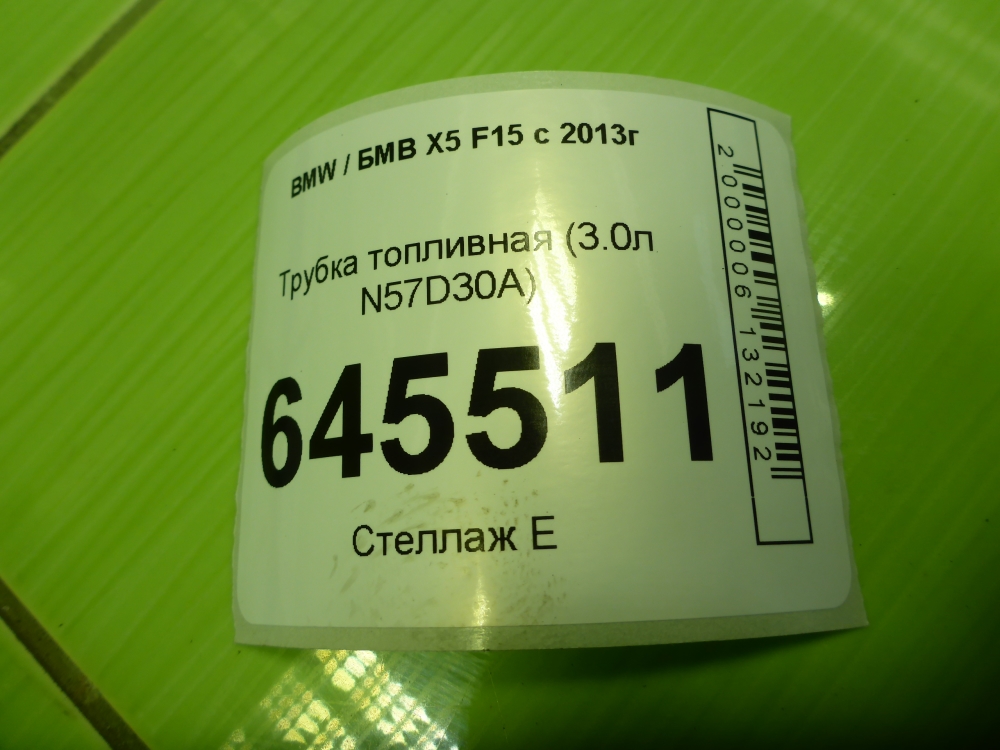 BMW / БМВ X5 F15 с 2013г
Трубка топливная (3.0л
N57D30A)
645511
Стеллаж Е
2000006132192